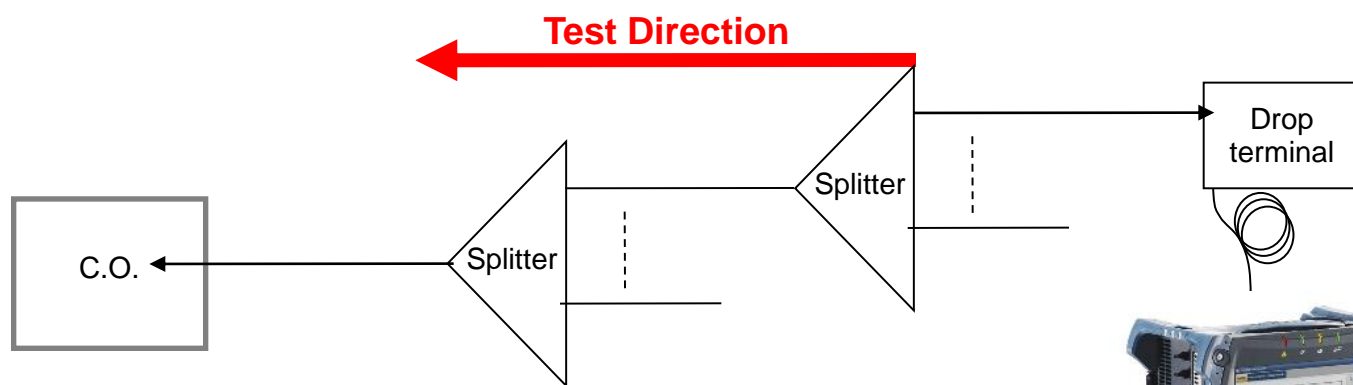 Test Direction
Drop
terminal
Splitter
Splitter
C.O.